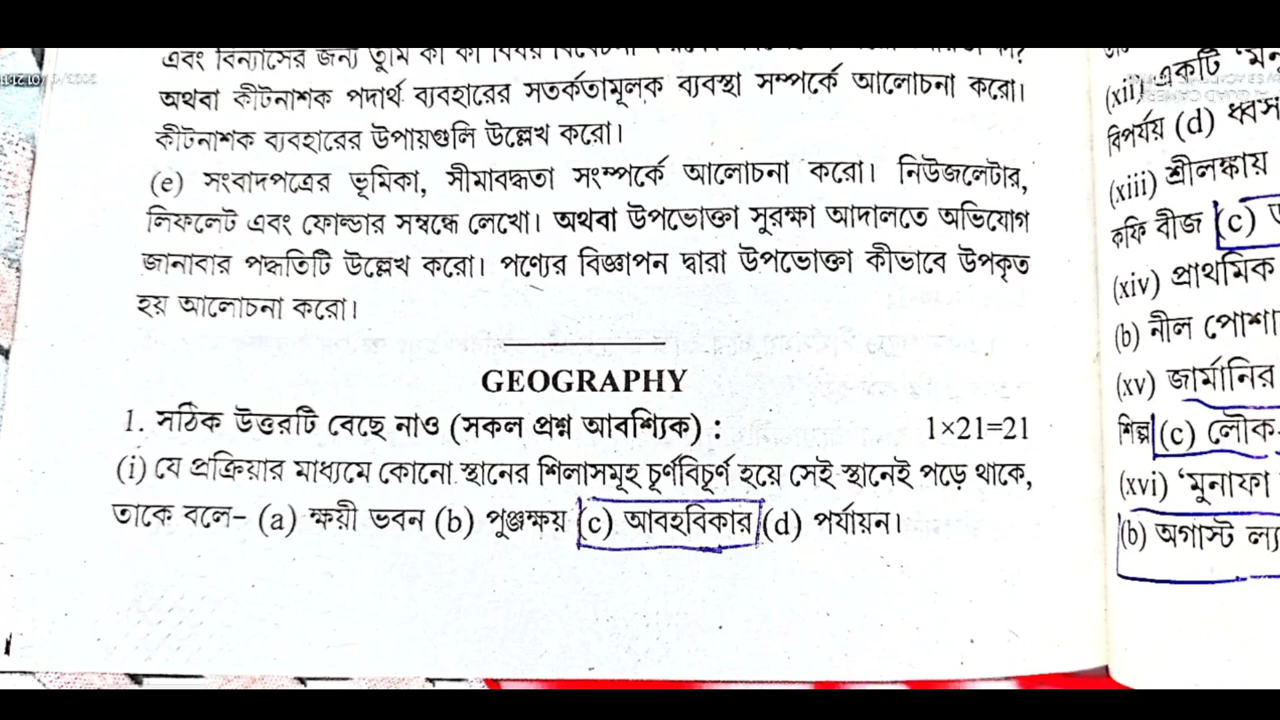 এবং বিন্যাসের জন্য তুমি কী কী বিষয়
অথবা কীটনাশক পদার্থ ব্যবহারের সতর্কতামূলক ব্যবস্থা সম্পর্কে আলোচনা করো।
কীটনাশক ব্যবহারের উপায়গুলি উল্লেখ করো।
(e) সংবাদপত্রের ভূমিকা, সীমাবদ্ধতা সংম্পর্কে আলোচনা করো। নিউজলেটার,
লিফলেট এবং ফোল্ডার সম্বন্ধে লেখো। অথবা উপভোক্তা সুরক্ষা আদালতে অভিযোগ
জানাবার পদ্ধতিটি উল্লেখ করো। পণ্যের বিজ্ঞাপন দ্বারা উপভোক্তা কীভাবে উপকৃত
হয় আলোচনা করো।
GEOGRAPHY
1. সঠিক উত্তরটি বেছে নাও (সকল প্রশ্ন আবশ্যিক) : 1×21=21
(i) যে প্রক্রিয়ার মাধ্যমে কোনো স্থানের শিলাসমূহ চূর্ণবিচূর্ণ হয়ে সেই স্থানেই পড়ে থাকে,
তাকে বলে- (a) ক্ষয়ী ভবন (b) পুঞ্জক্ষয় (c) আবহবিকার (d) পর্যায়ন।
(xii) একটি
বিপর্যয় (d)
(xiii) শ্রীলঙ্কায়
কফি বীজ (c)
(xiv) প্রাথমিক
(b) নীল
(xv) জার্মানির
শিল্প (c) লৌক
(xvi) 'মুনাফা
(b) অগাস্ট